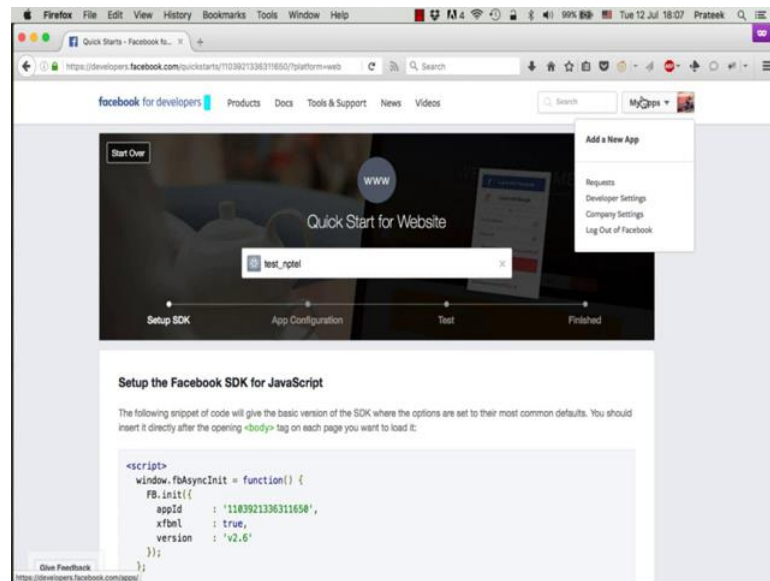 Firefox File Edit View History Bookmarks Tools Window Help 4 99% Tue 12 Jul 18:07 Prateek
Quick Starts - Facebook fo... × +
https://developers.facebook.com/quickstarts/1103921336311650/?platform=web Search
facebook for developers Products Docs Tools & Support News Videos Search My Apps
Add a New App
Requests
Developer Settings
Company Settings
Log Out of Facebook
Start Over
www
Quick Start for Website
test_nptel ×
Setup SDK App Configuration Test Finished
Setup the Facebook SDK for JavaScript
The following snippet of code will give the basic version of the SDK where the options are set to their most common defaults. You should
insert it directly after the opening <body> tag on each page you want to load it:
<script>
window.fbAsyncInit = function() {
FB.init({
appId : '1103921336311650',
xfbml : true,
version : 'v2.6'
});
};
Give Feedback
https://developers.facebook.com/apps/